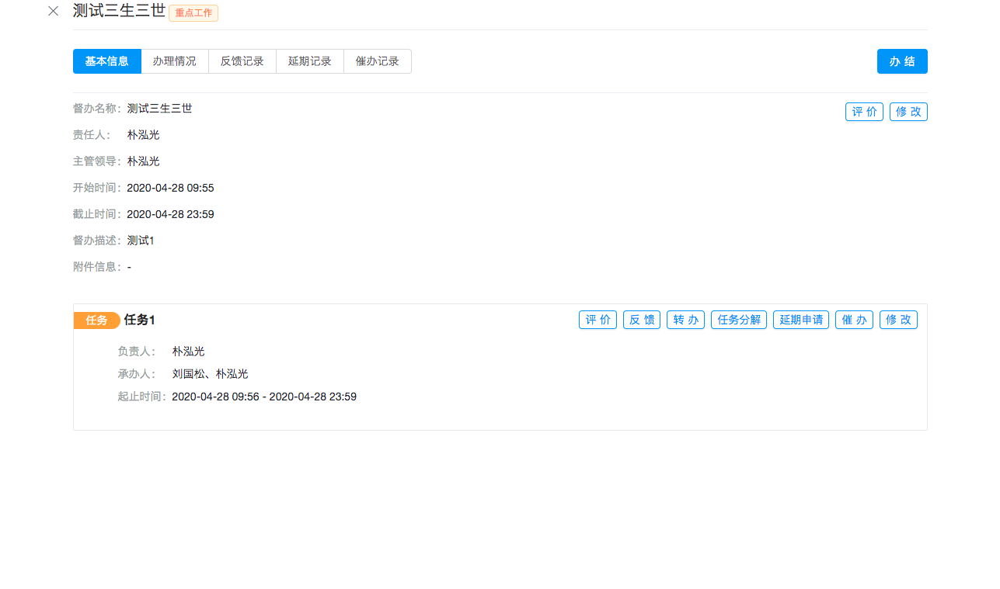 测试三生三世 重点工作
基本信息 办理情况 反馈记录 延期记录 催办记录 办 结
督办名称：测试三生三世 评 价 修 改
责任人： 朴泓光
主管领导：朴泓光
开始时间：2020-04-28 09:55
截止时间：2020-04-28 23:59
督办描述：测试1
附件信息：-
任务 任务1 评 价 反 馈 转 办 任务分解 延期申请 催 办 修 改
负责人： 朴泓光
承办人： 刘国松、朴泓光
起止时间：2020-04-28 09:56 - 2020-04-28 23:59